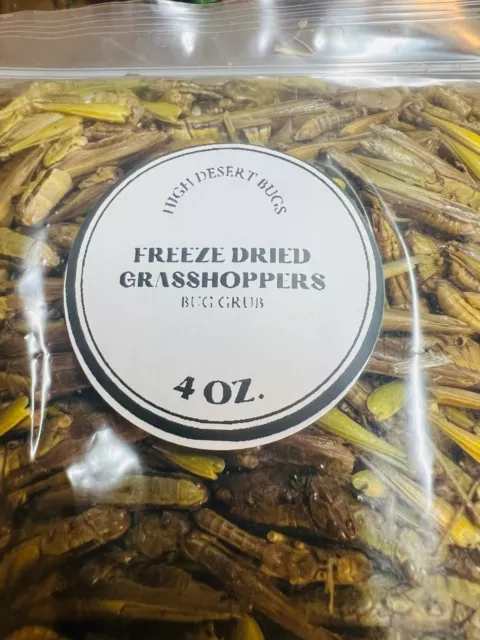 HIGH DESERT BUGS
FREEZE DRIED
GRASSHOPPERS
BUG GRUB
4 OZ.